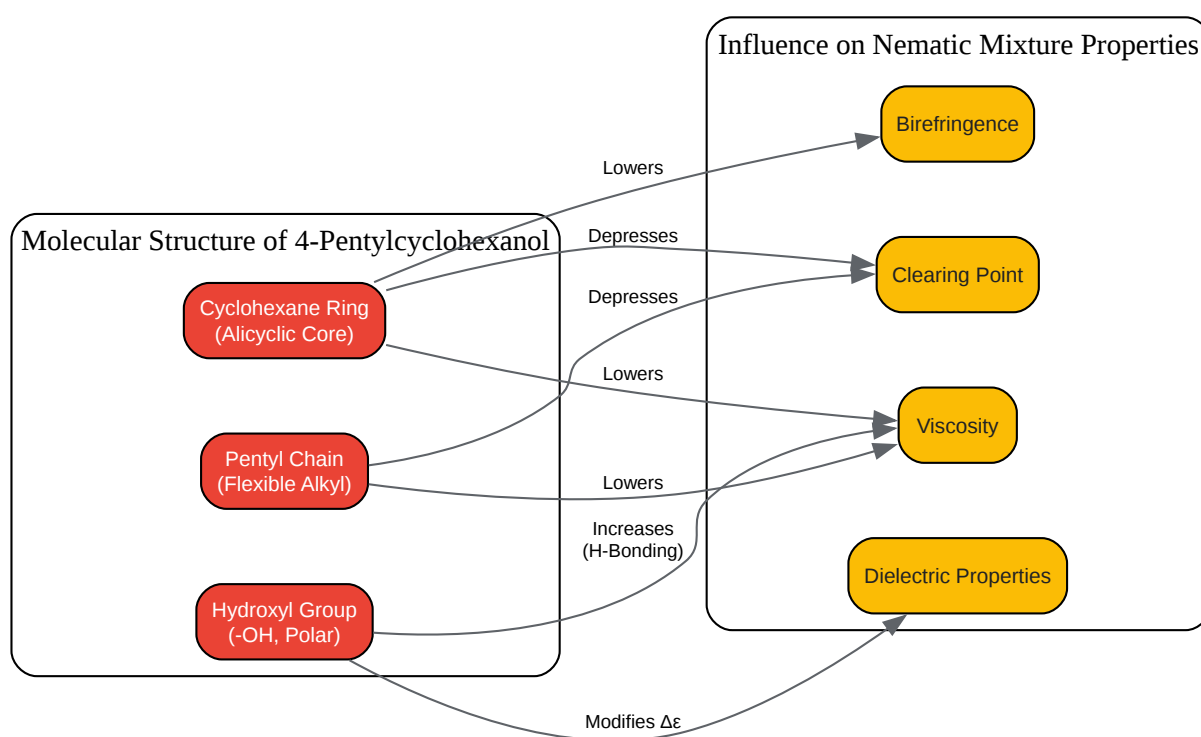 Influence on Nematic Mixture Properties
Birefringence
Lowers
Molecular Structure of 4-Pentylcyclohexanol
Depresses
Clearing Point
Depresses
Cyclohexane Ring
(Alicyclic Core)
Lowers
Viscosity
Pentyl Chain
(Flexible Alkyl)
Lowers
Increases
(H-Bonding)
Dielectric Properties
Hydroxyl Group
(-OH, Polar)
Modifies Δε